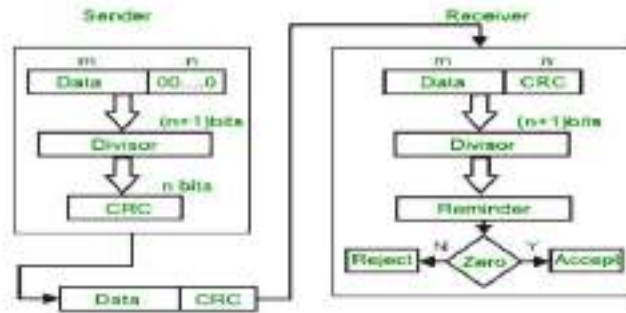 Sender
m n
Data 00....0
(n+1)bits
Divisor
n bits
CRC
Data CRC
Receiver
m n
Data CRC
(n+1)bits
Divisor
Reminder
N Y
Reject Zero Accept